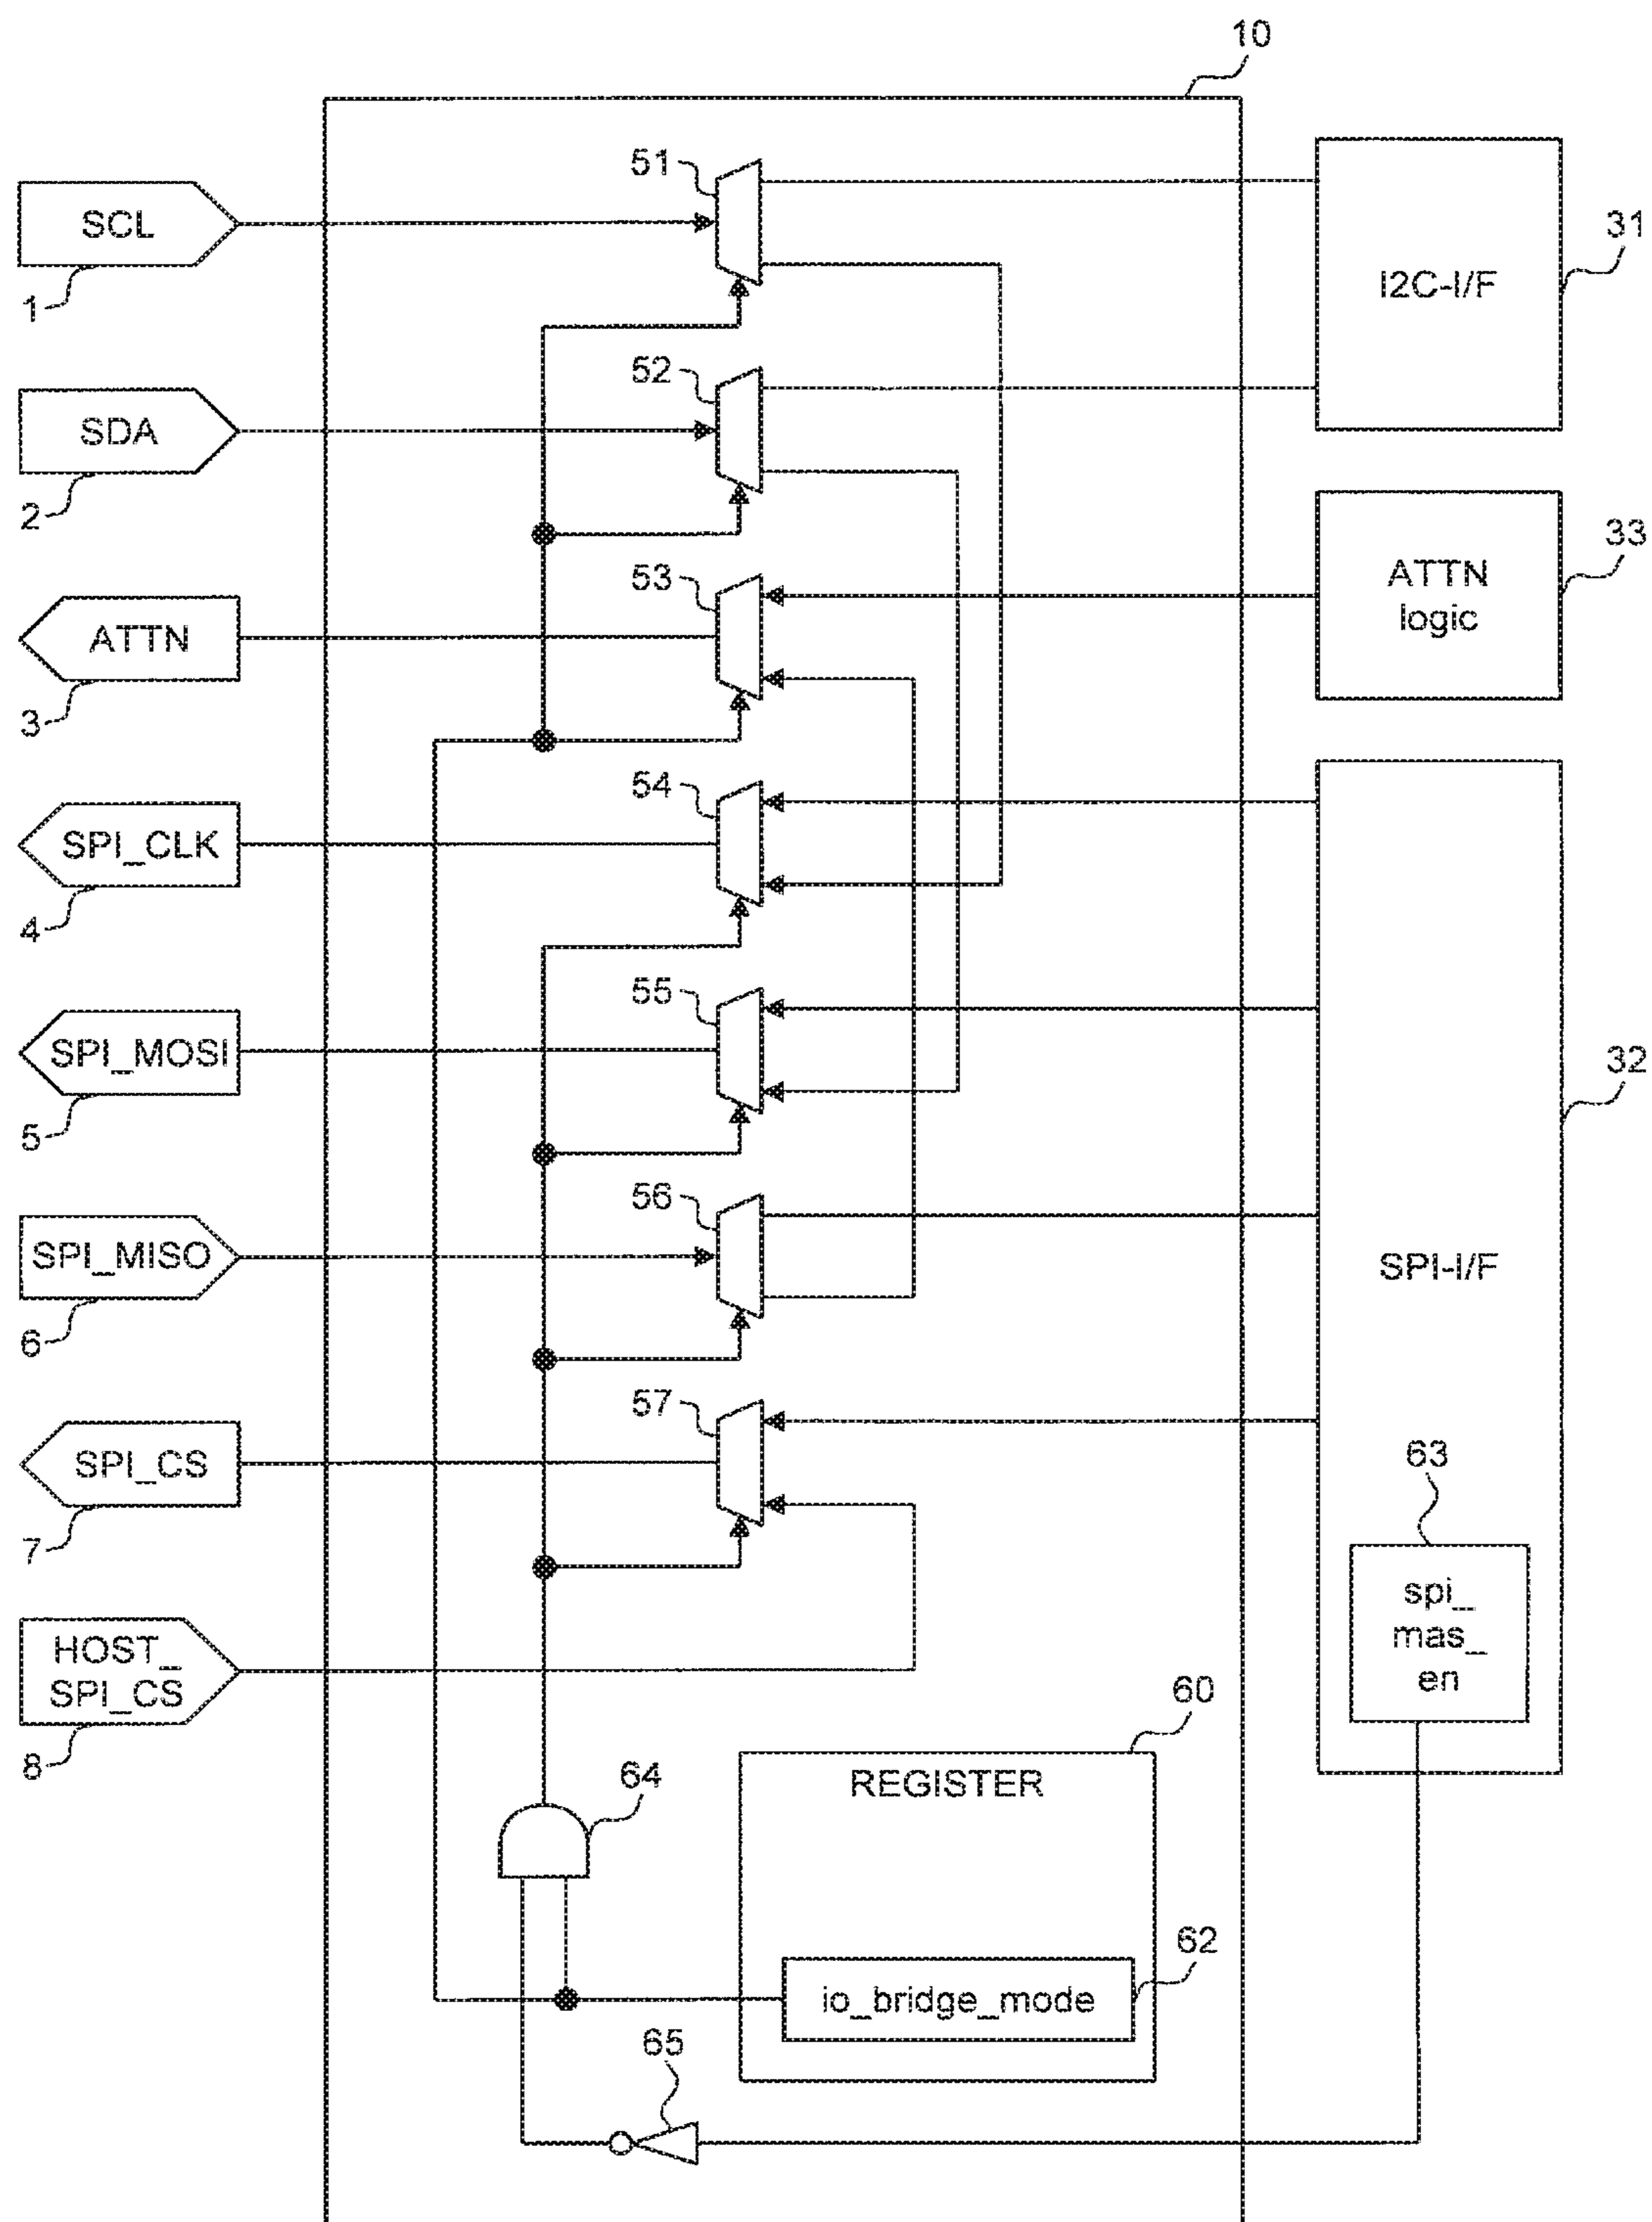 10
51
SCL
1
I2C-I/F
31
52
SDA
2
53
ATTN
3
ATTN
logic
33
54
SPI_CLK
4
55
SPI_MOSI
5
32
56
SPI_MISO
6
SPI-I/F
57
SPI_CS
7
63
spi_
mas_
en
HOST_
SPI_CS
8
60
REGISTER
64
62
io_bridge_mode
65